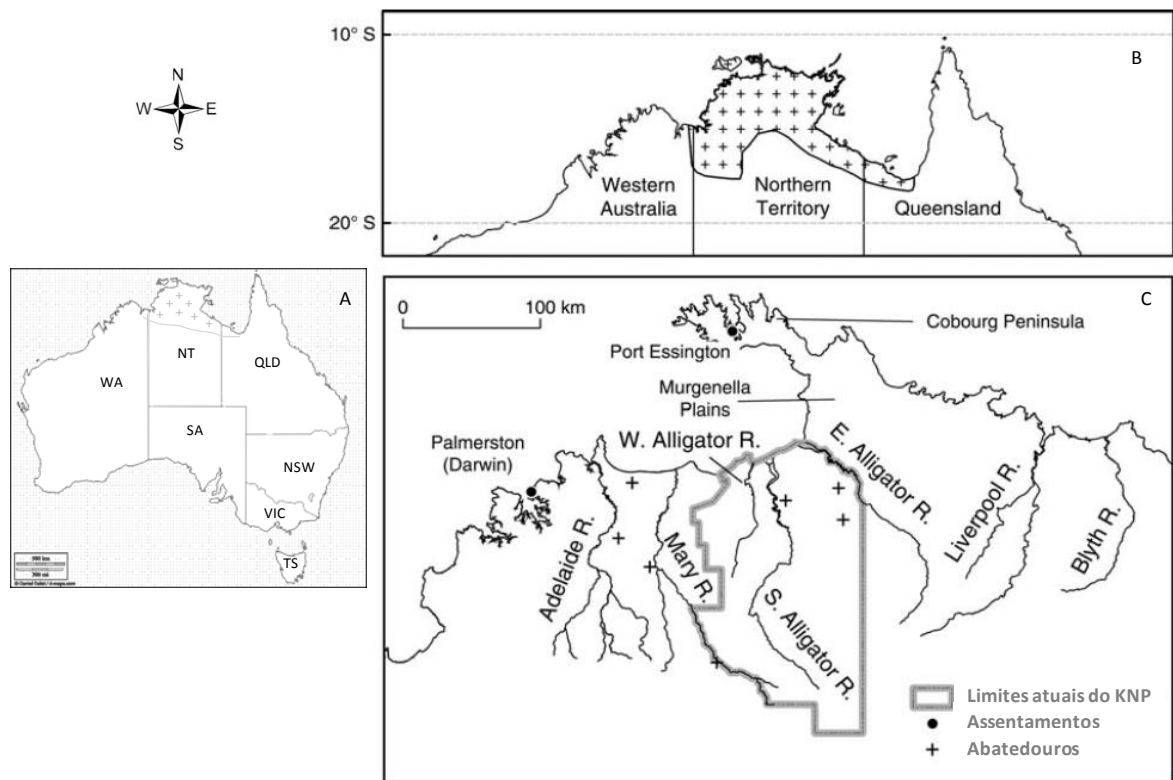 N
W E
S
10° S
B
Western
Australia
Northern
Territory
Queensland
20° S
A
NT
QLD
WA
SA
NSW
VIC
TS
C
0 100 km
Cobourg Peninsula
Port Essington
Murgenella
Plains
W. Alligator R.
E. Alligator R.
Palmerston
(Darwin)
Adelaide R.
Mary R.
S. Alligator R.
Liverpool R.
Blyth R.
Limites atuais do KNP
Assentamentos
Abatedouros